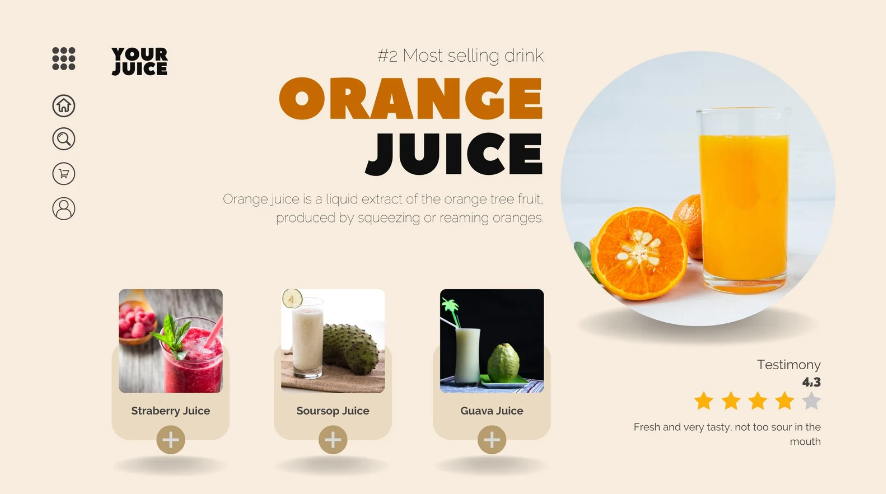 YOUR
JUICE
#2 Most selling drink
ORANGE
JUICE
Orange juice is a liquid extract of the orange tree fruit,
produced by squeezing or reaming oranges.
Straberry Juice
Soursop Juice
Guava Juice
Testimony
4,3
Fresh and very tasty. not too sour in the
mouth